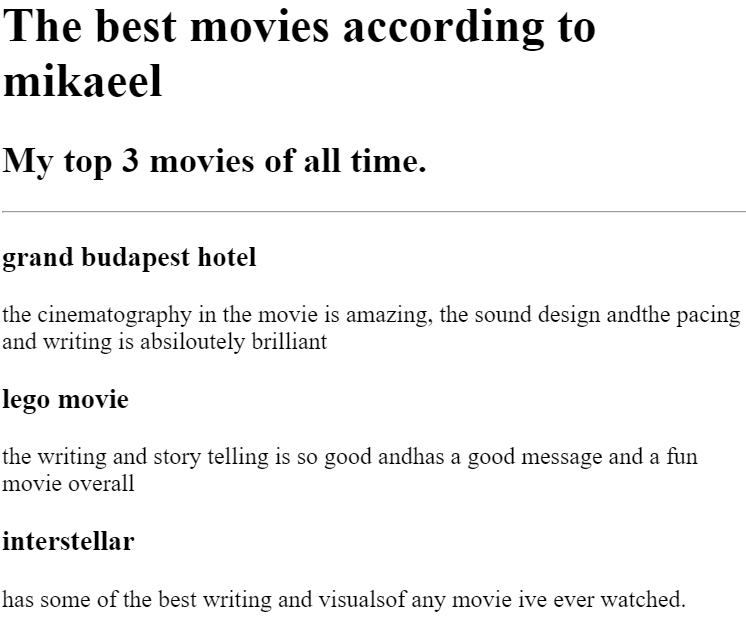 The best movies according to
mikaeel
My top 3 movies of all time.
grand budapest hotel
the cinematography in the movie is amazing, the sound design andthe pacing
and writing is absiloutely brilliant
lego movie
the writing and story telling is so good andhas a good message and a fun
movie overall
interstellar
has some of the best writing and visualsof any movie ive ever watched.